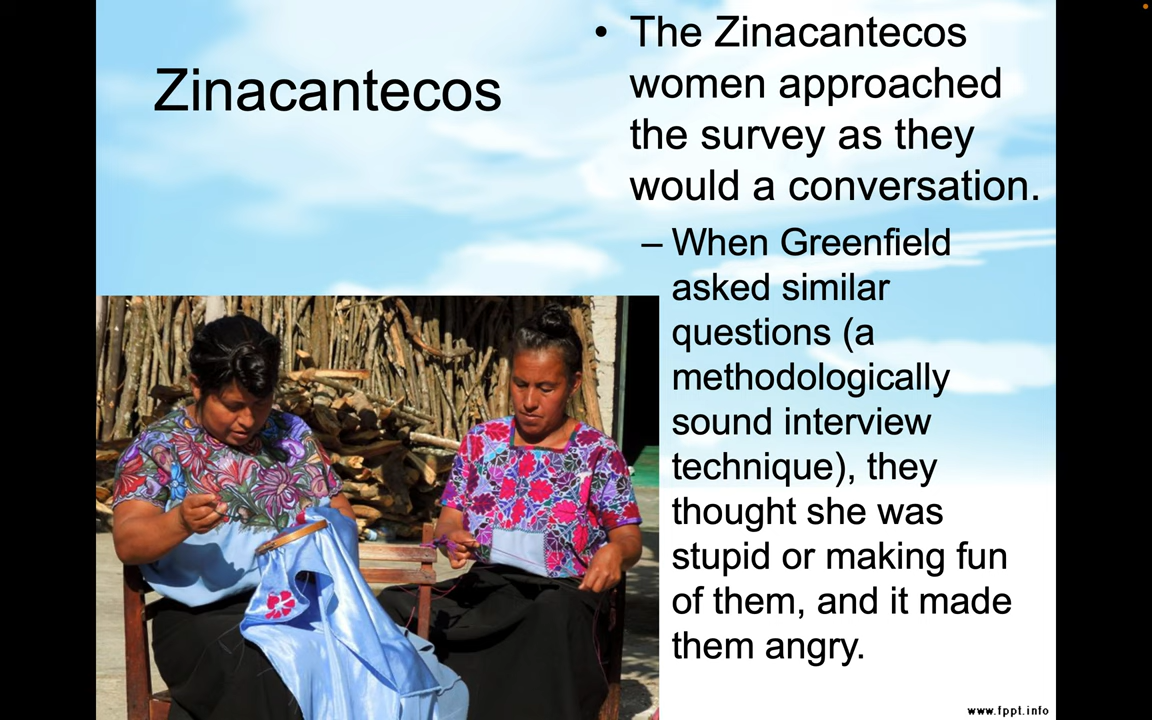 Zinacantecos
• The Zinacantecos
women approached
the survey as they
would a conversation.
– When Greenfield
asked similar
questions (a
methodologically
sound interview
technique), they
thought she was
stupid or making fun
of them, and it made
them angry.
www.fppt.info